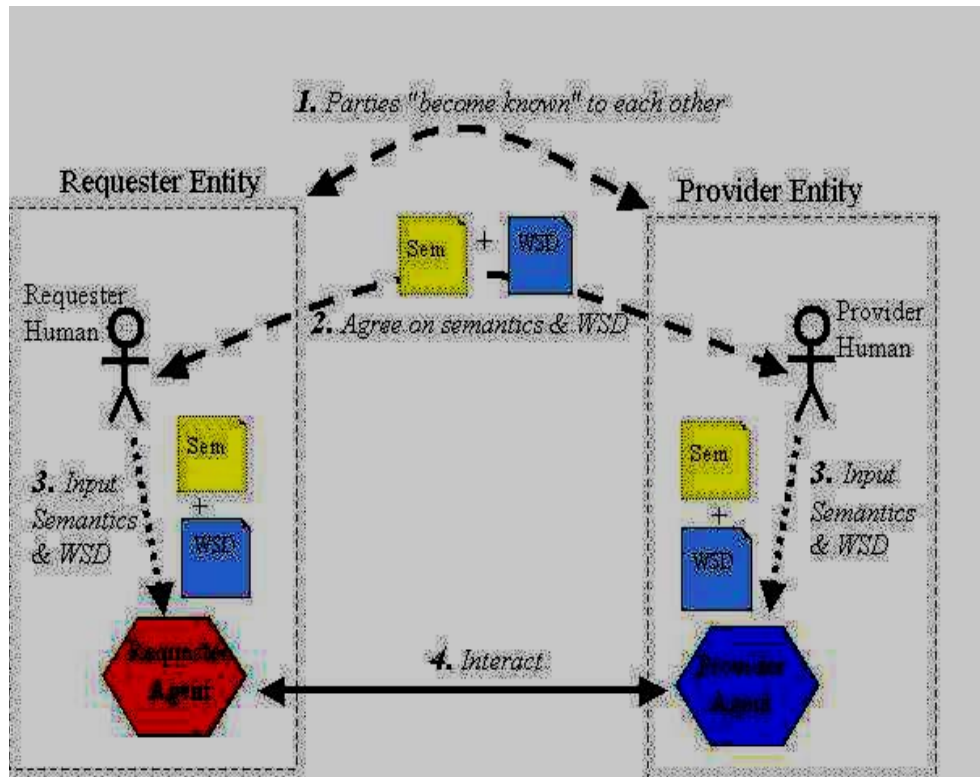 1. Parties "become known" to each other
Requester Entity
Provider Entity
Sem
+
WSD
Requester
Human
2. Agree on semantics & WSD
Provider
Human
Sem
+
WSD
3. Input
Semantics
& WSD
Sem
+
WSD
3. Input
Semantics
& WSD
Requester
Agent
4. Interact
Provider
Agent